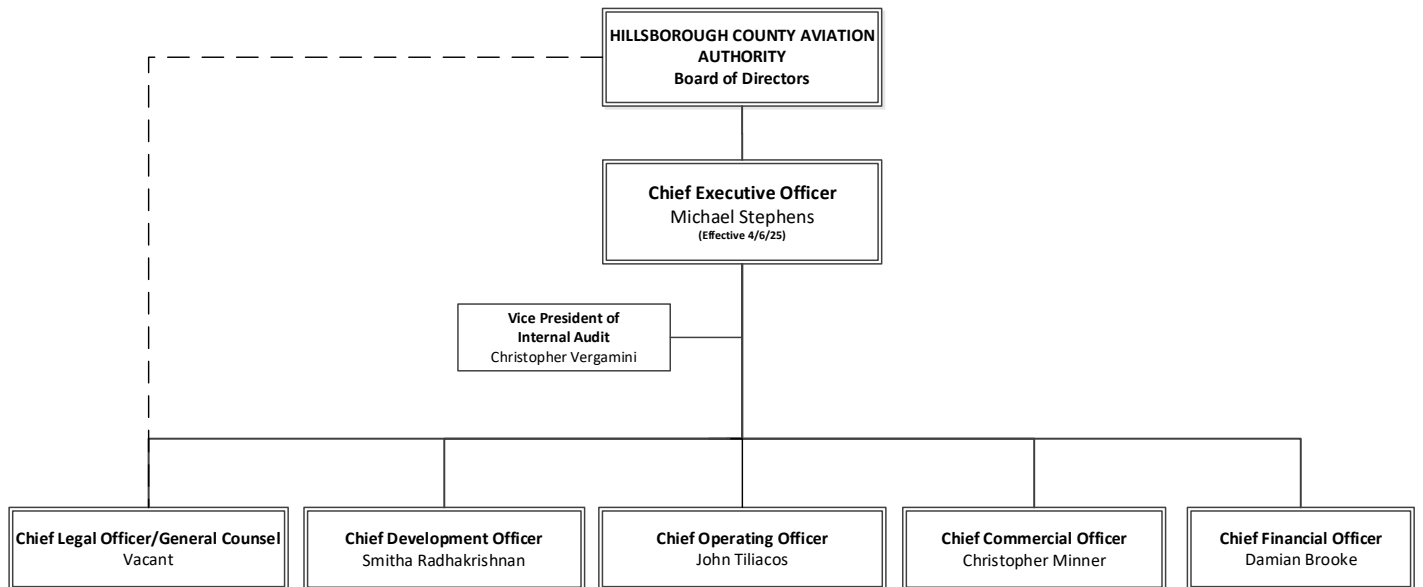 HILLSBOROUGH COUNTY AVIATION
AUTHORITY
Board of Directors
Chief Executive Officer
Michael Stephens
(Effective 4/6/25)
Vice President of
Internal Audit
Christopher Vergamini
Chief Legal Officer/General Counsel
Vacant
Chief Development Officer
Smitha Radhakrishnan
Chief Operating Officer
John Tiliacos
Chief Commercial Officer
Christopher Minner
Chief Financial Officer
Damian Brooke